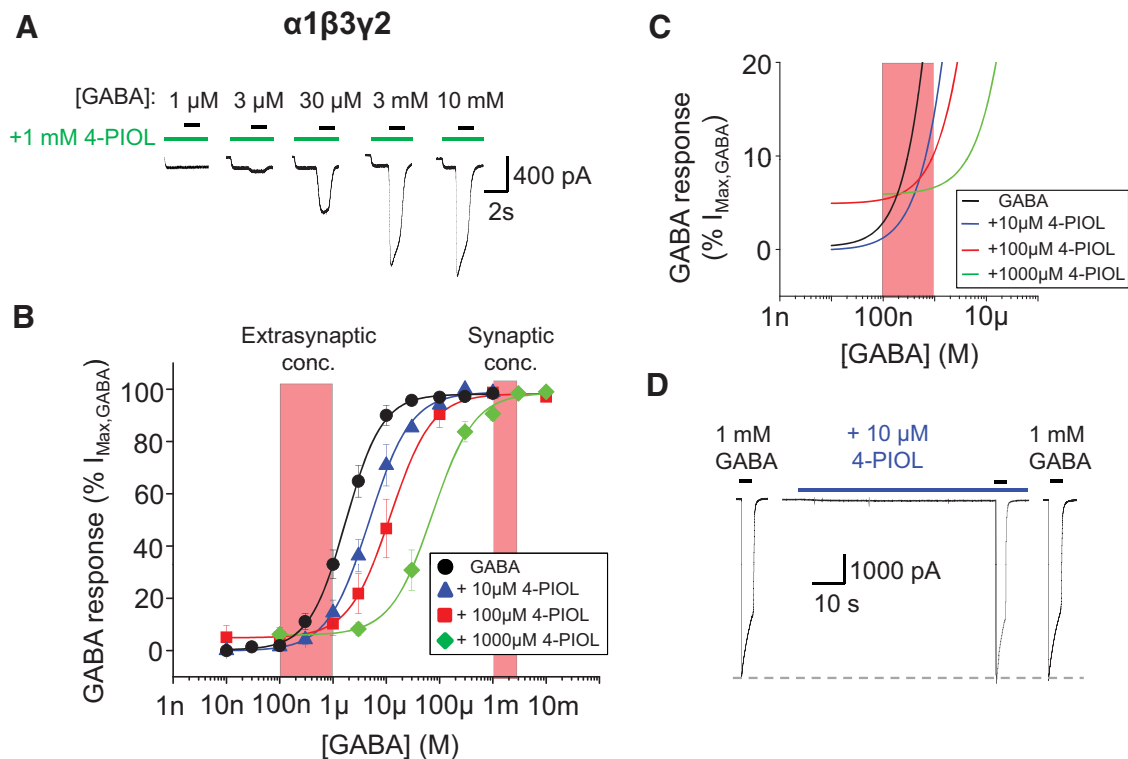 A
α1β3γ2
[GABA]: 1 µM 3 µM 30 µM 3 mM 10 mM
+1 mM 4-PIOL
400 pA
2s
B
Extrasynaptic
conc.
Synaptic
conc.
GABA response (% I Max,GABA)
100
80
60
40
20
0
GABA
+ 10µM 4-PIOL
+ 100µM 4-PIOL
+ 1000µM 4-PIOL
1n 10n 100n 1µ 10µ 100µ 1m 10m
[GABA] (M)
C
GABA response
(% I Max,GABA)
20
10
0
GABA
+10µM 4-PIOL
+100µM 4-PIOL
+1000µM 4-PIOL
1n 100n 10µ
[GABA] (M)
D
1 mM
GABA
+ 10 µM
4-PIOL
1 mM
GABA
1000 pA
10 s